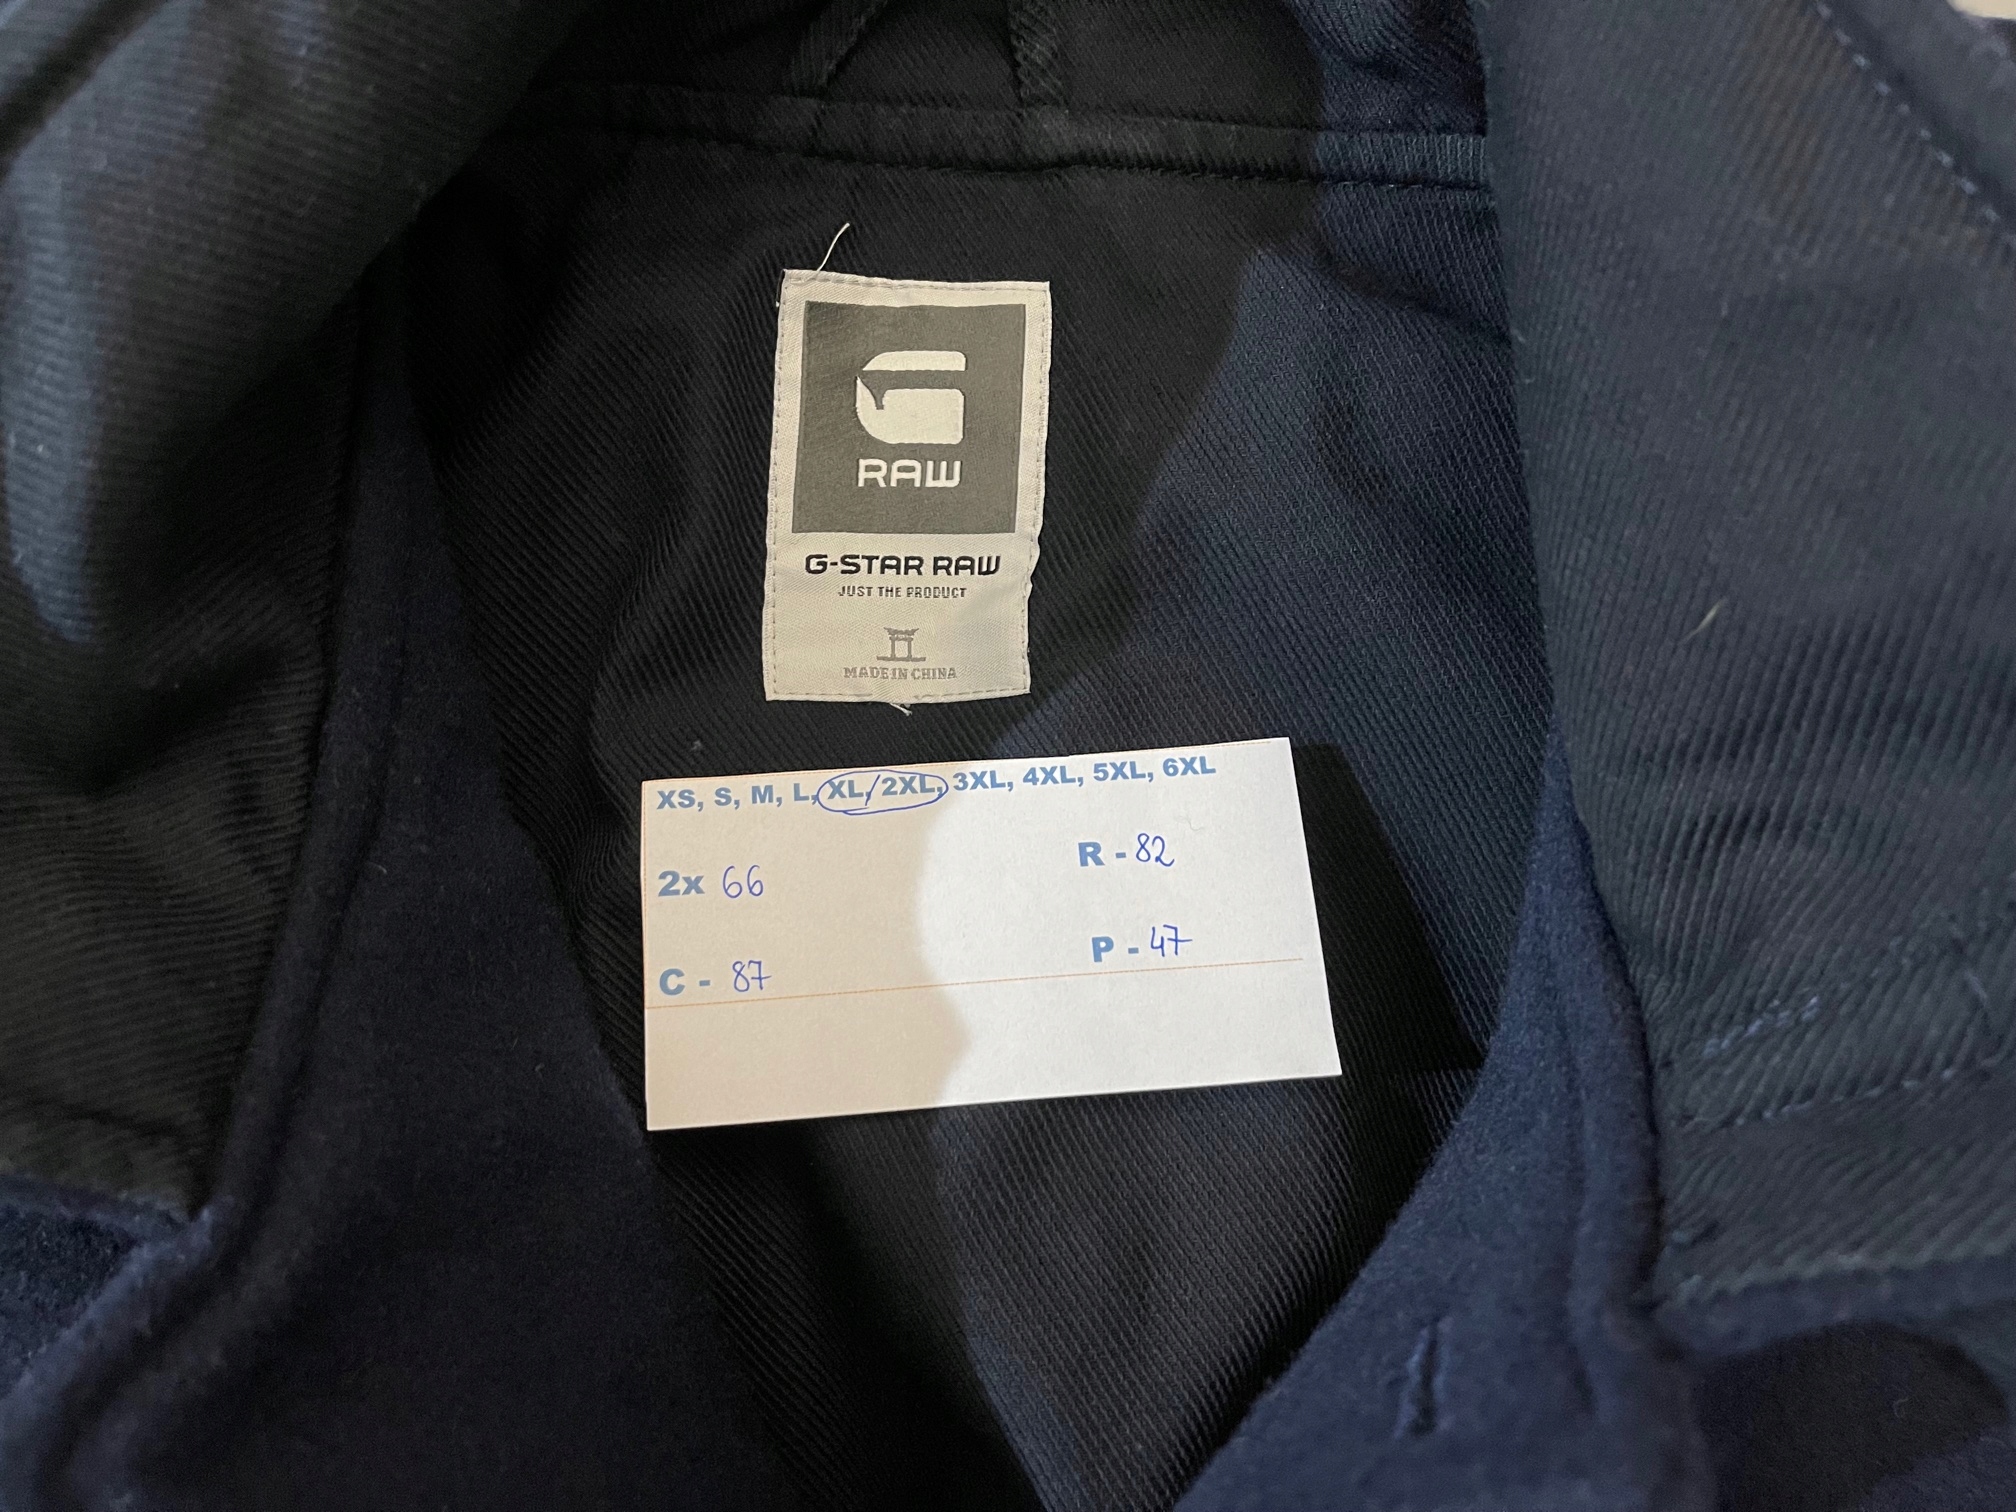 RAW
G-STAR RAW
JUST THE PRODUCT
MADE IN CHINA
XS, S, M, L, XL/2XL, 3XL, 4XL, 5XL, 6XL
2x 66
R - 82
C - 87
P - 47